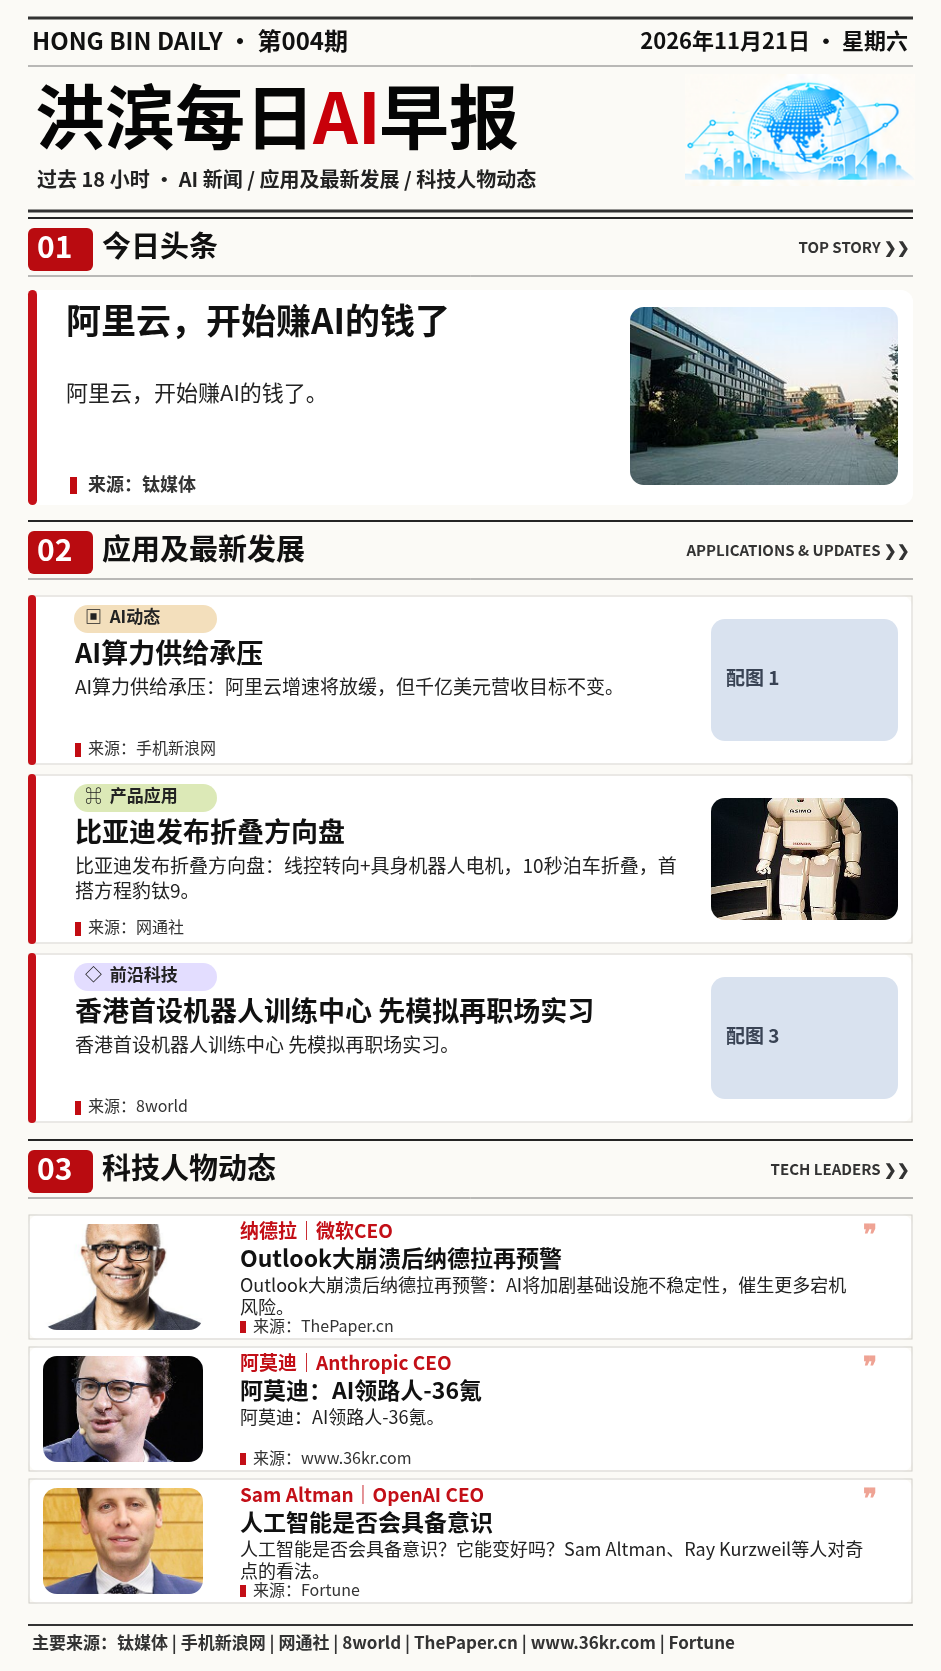 HONG BIN DAILY • 第004期
2026年11月21日 • 星期六
洪滨每日AI早报
过去 18 小时 • AI 新闻 / 应用及最新发展 / 科技人物动态
01 今日头条
TOP STORY ❯❯
阿里云，开始赚AI的钱了
阿里云，开始赚AI的钱了。
来源：钛媒体
02 应用及最新发展
APPLICATIONS & UPDATES ❯❯
▣ AI动态
AI算力供给承压
AI算力供给承压：阿里云增速将放缓，但千亿美元营收目标不变。
来源：手机新浪网
配图 1
⌘ 产品应用
比亚迪发布折叠方向盘
比亚迪发布折叠方向盘：线控转向+具身机器人电机，10秒泊车折叠，首
搭方程豹钛9。
来源：网通社
ASIMO
◇ 前沿科技
香港首设机器人训练中心 先模拟再职场实习
香港首设机器人训练中心 先模拟再职场实习。
来源：8world
配图 3
03 科技人物动态
TECH LEADERS ❯❯
纳德拉｜微软CEO
Outlook大崩溃后纳德拉再预警
Outlook大崩溃后纳德拉再预警：AI将加剧基础设施不稳定性，催生更多宕机
风险。
来源：ThePaper.cn
阿莫迪｜Anthropic CEO
阿莫迪：AI领路人-36氪
阿莫迪：AI领路人-36氪。
来源：www.36kr.com
Sam Altman｜OpenAI CEO
人工智能是否会具备意识
人工智能是否会具备意识？它能变好吗？Sam Altman、Ray Kurzweil等人对奇
点的看法。
来源：Fortune
主要来源：钛媒体 | 手机新浪网 | 网通社 | 8world | ThePaper.cn | www.36kr.com | Fortune